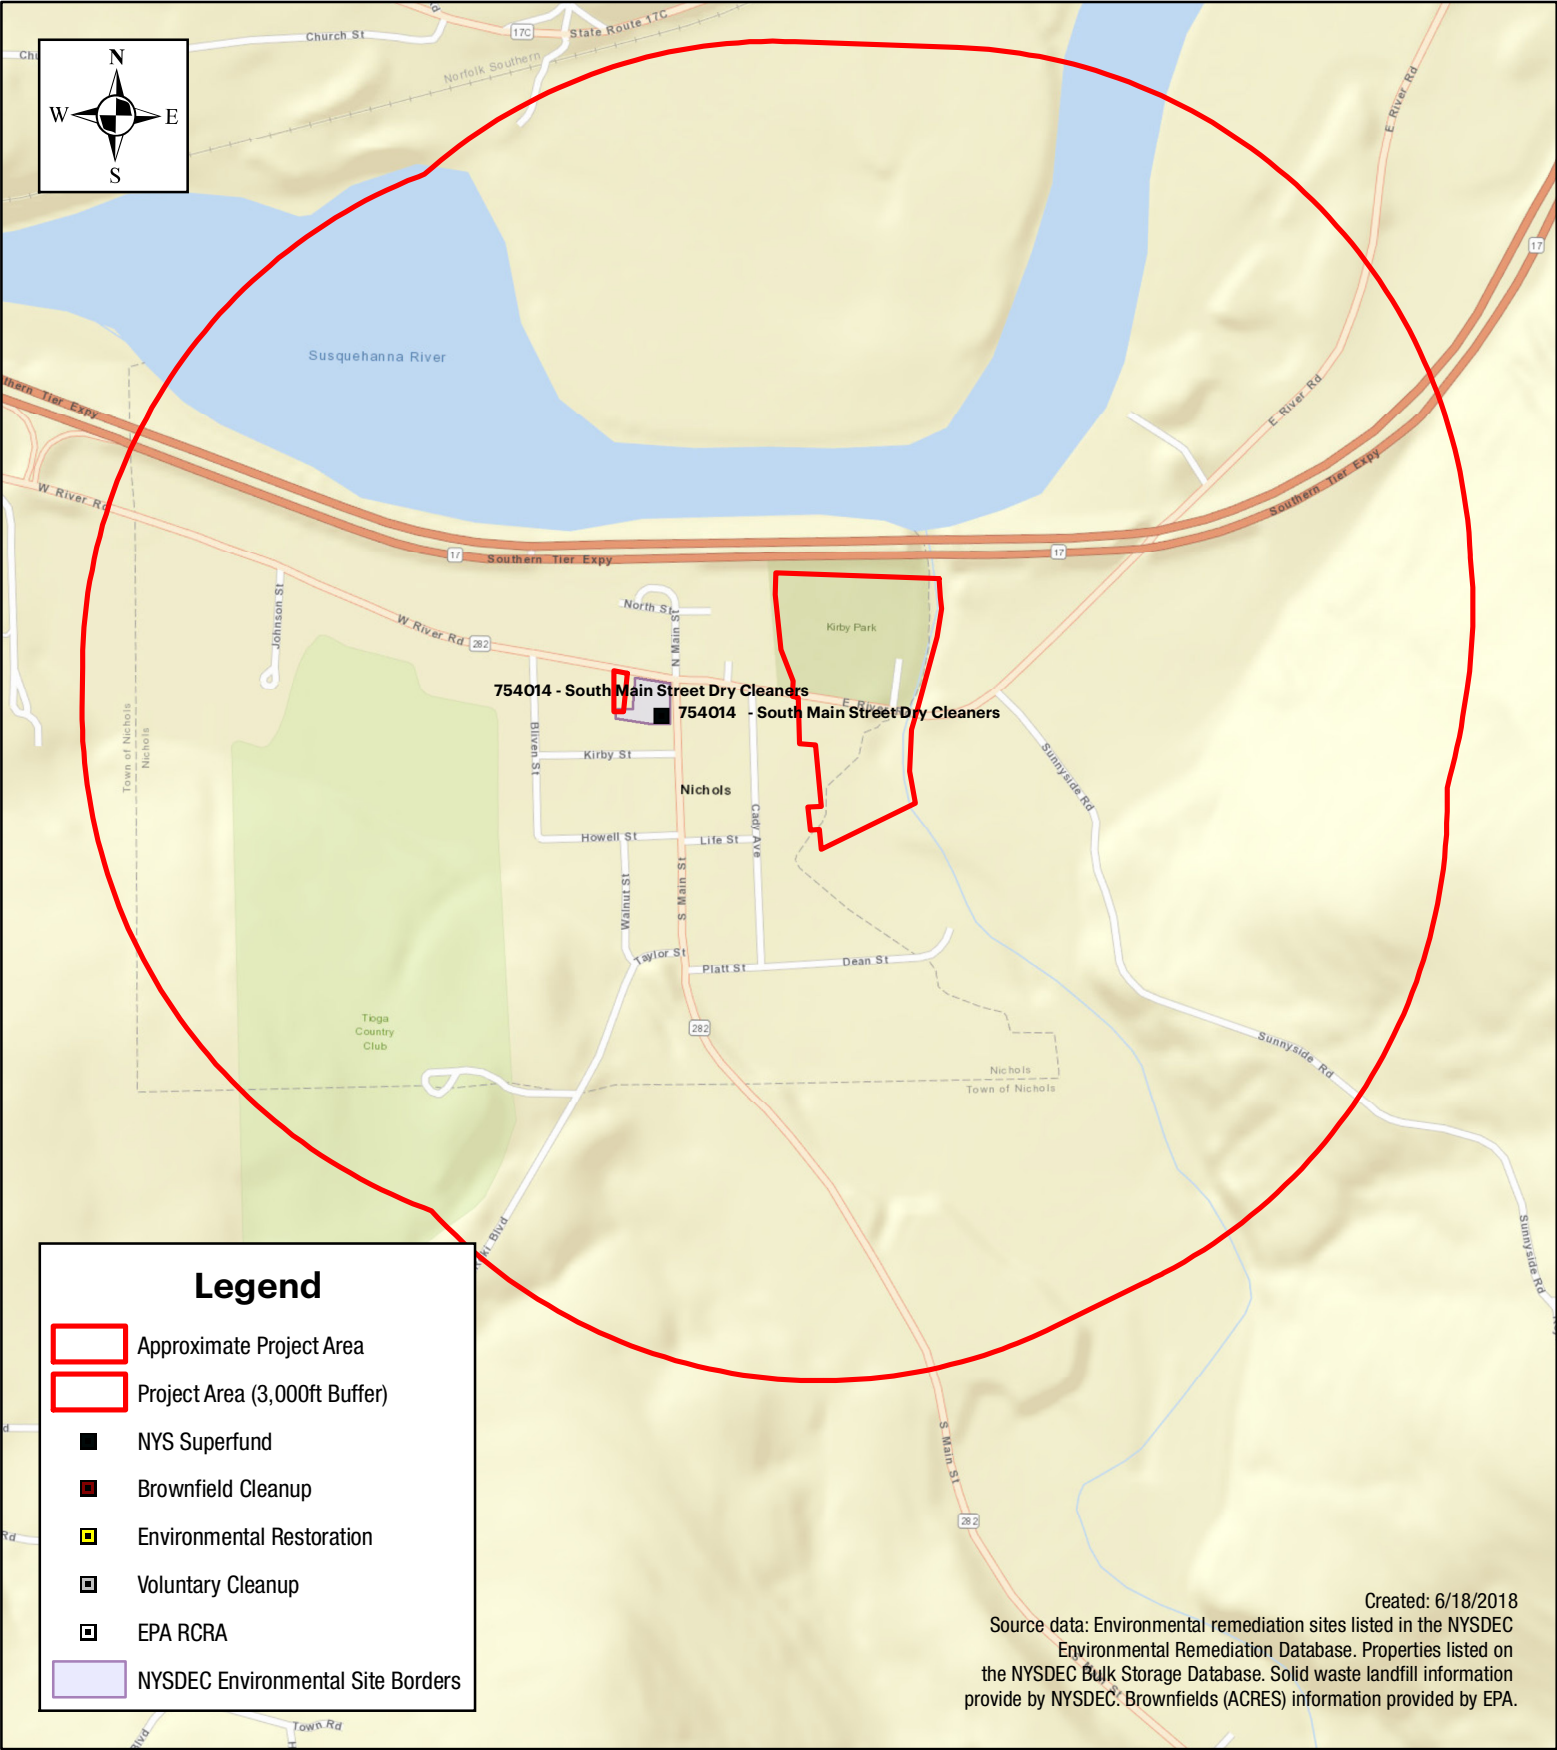 Church St
17C
State Route 17C
Norfolk Southern
N
W
E
S
E River Rd
17
Susquehanna River
Southern Tier Expy
E River Rd
W River Rd
17
Southern Tier Expy
17
Southern Tier Expy
Johnson St
North St
N Main St
Kirby Park
W River Rd
282
754014 - South Main Street Dry Cleaners
754014 - South Main Street Dry Cleaners
Town of Nichols
Nichols
Bliven St
Kirby St
Nichols
Sunnyside Rd
Cady Ave
Howell St
Life St
S Main St
Walnut St
Taylor St
Platt St
Dean St
Tioga
Country
Club
282
Nichols
Town of Nichols
Sunnyside Rd
Sunnyside Rd
Blvd
S Main St
282
Legend
Approximate Project Area
Project Area (3,000ft Buffer)
NYS Superfund
Brownfield Cleanup
Environmental Restoration
Voluntary Cleanup
EPA RCRA
NYSDEC Environmental Site Borders
Rd
Town Rd
Blvd
Created: 6/18/2018
Source data: Environmental remediation sites listed in the NYSDEC
Environmental Remediation Database. Properties listed on
the NYSDEC Bulk Storage Database. Solid waste landfill information
provide by NYSDEC. Brownfields (ACRES) information provided by EPA.